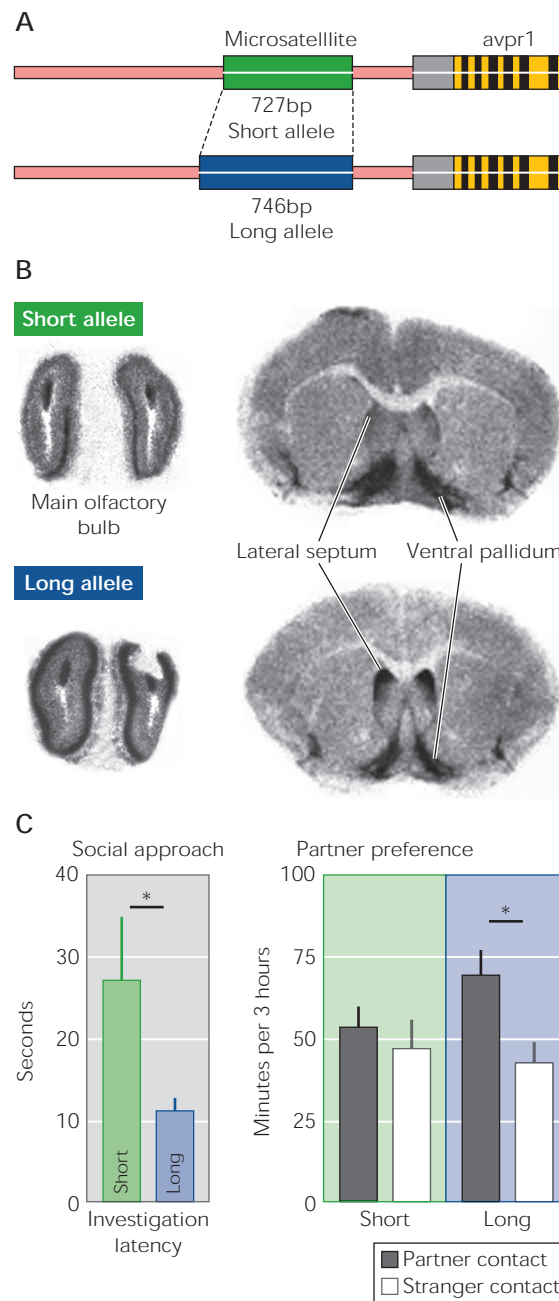 A
Microsatelllite
avpr1
727bp
Short allele
746bp
Long allele
B
Short allele
Main olfactory
bulb
Lateral septum
Ventral pallidum
Long allele
C
Social approach
Partner preference
40
30
20
10
0
Seconds
*
Short
Long
Investigation
latency
100
75
50
25
0
Minutes per 3 hours
*
Short
Long
Partner contact
Stranger contact